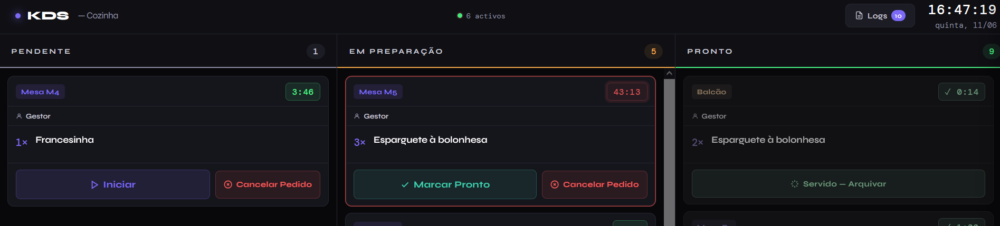 KDS — Cozinha
6 activos
Logs 10
16:47:19
quinta, 11/06
PENDENTE 1
Mesa M4 3:46
Gestor
1× Francesinha
Iniciar
Cancelar Pedido
EM PREPARAÇÃO 5
Mesa M5 43:13
Gestor
3× Esparguete à bolonhesa
Marcar Pronto
Cancelar Pedido
PRONTO 9
Balcão ✓ 0:14
Gestor
2× Esparguete à bolonhesa
Servido — Arquivar